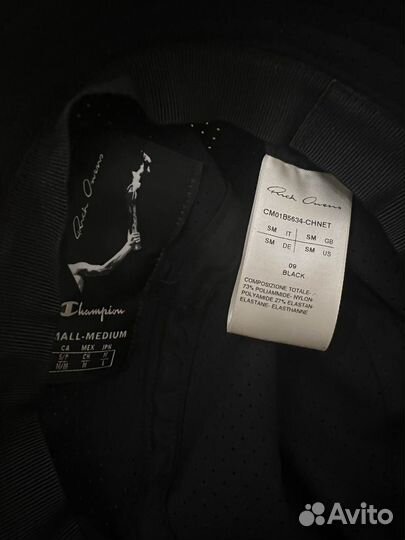 Rick Owens
Champion
MALL-MEDIUM
CA MEX JPN
S/P CH M
M/M M L
Rick Owens
CM01B5634-CHNET
SM IT SM GB
SM DE SM US
09
BLACK
COMPOSIZIONE TOTALE-
73% POLIAMMIDE- NYLON-
POLYAMIDE 27% ELASTAN-
ELASTANE- ELASTHANNE
Avito